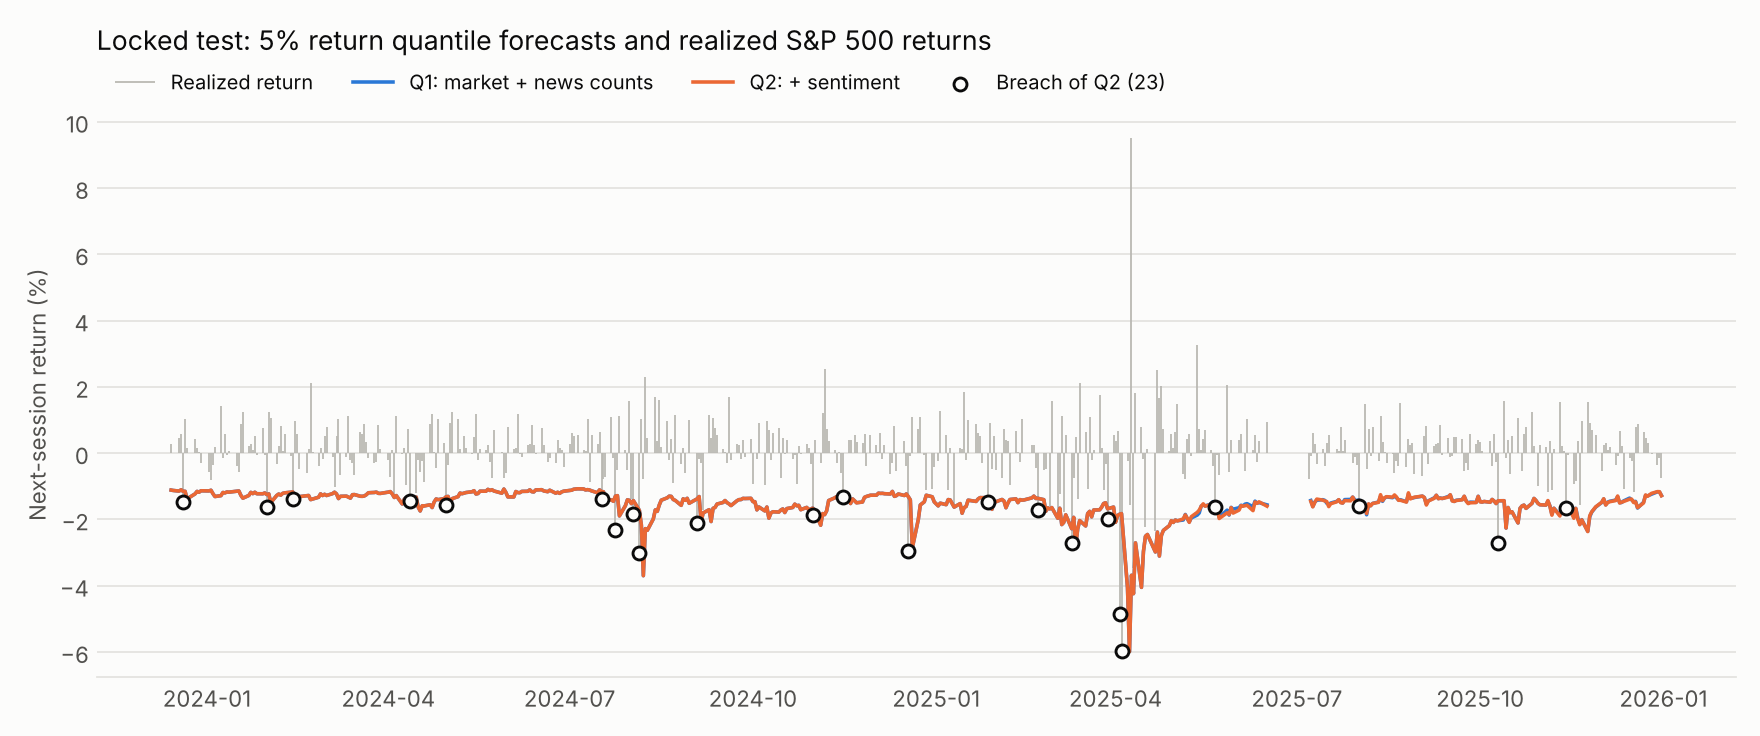 Locked test: 5% return quantile forecasts and realized S&P 500 returns
Realized return Q1: market + news counts Q2: + sentiment Breach of Q2 (23)
Next-session return (%)
10
8
6
4
2
0
−2
−4
−6
2024-01 2024-04 2024-07 2024-10 2025-01 2025-04 2025-07 2025-10 2026-01